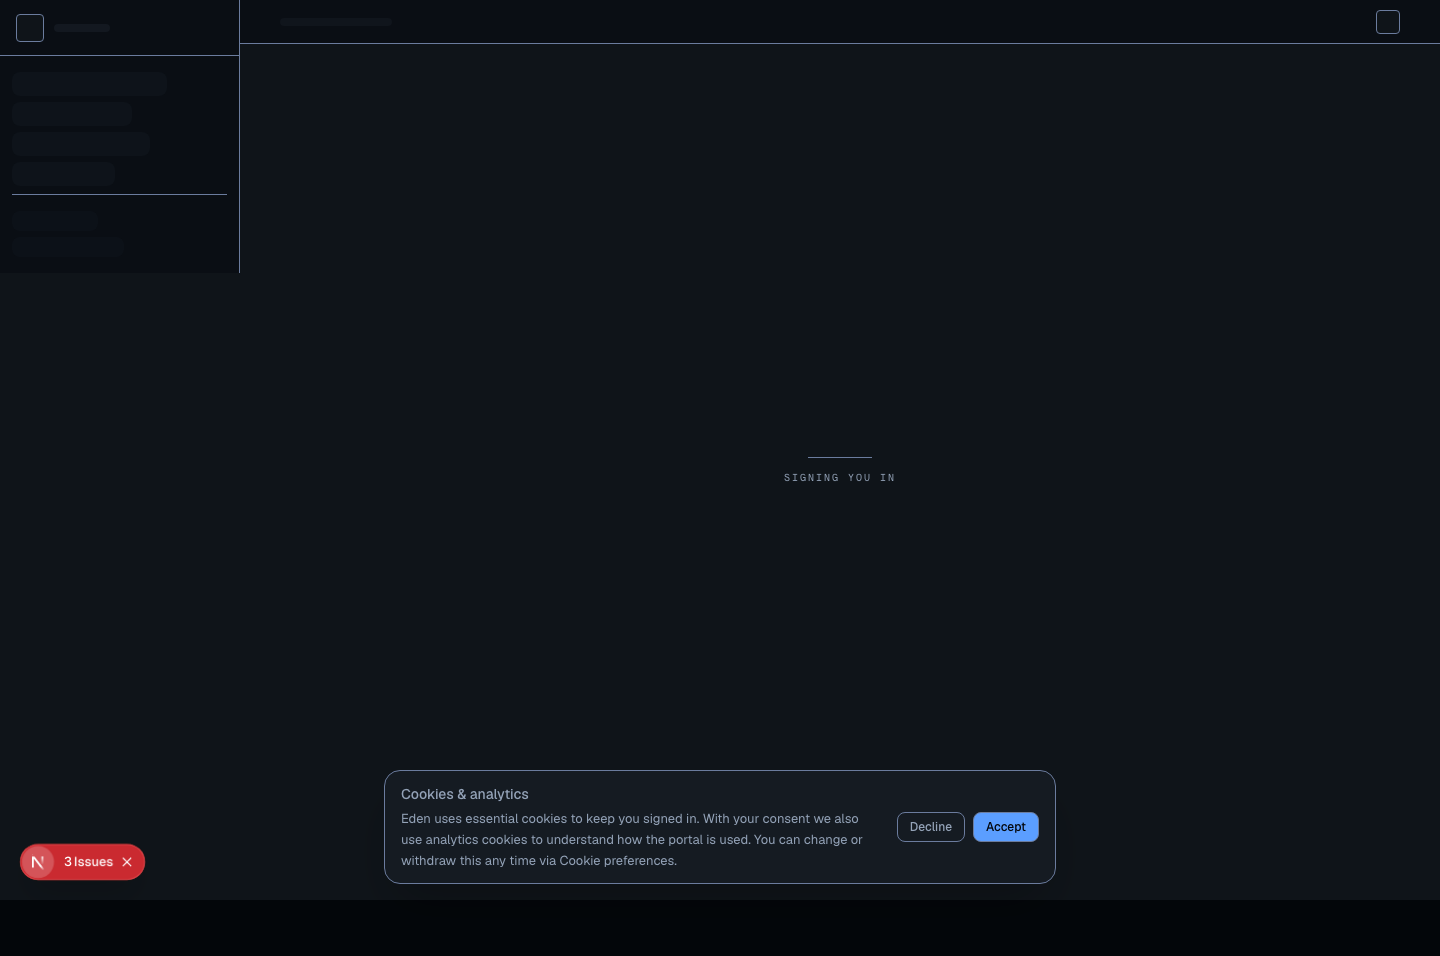 SIGNING YOU IN
Cookies & analytics
Eden uses essential cookies to keep you signed in. With your consent we also
use analytics cookies to understand how the portal is used. You can change or
withdraw this any time via Cookie preferences.
Decline
Accept
3 Issues